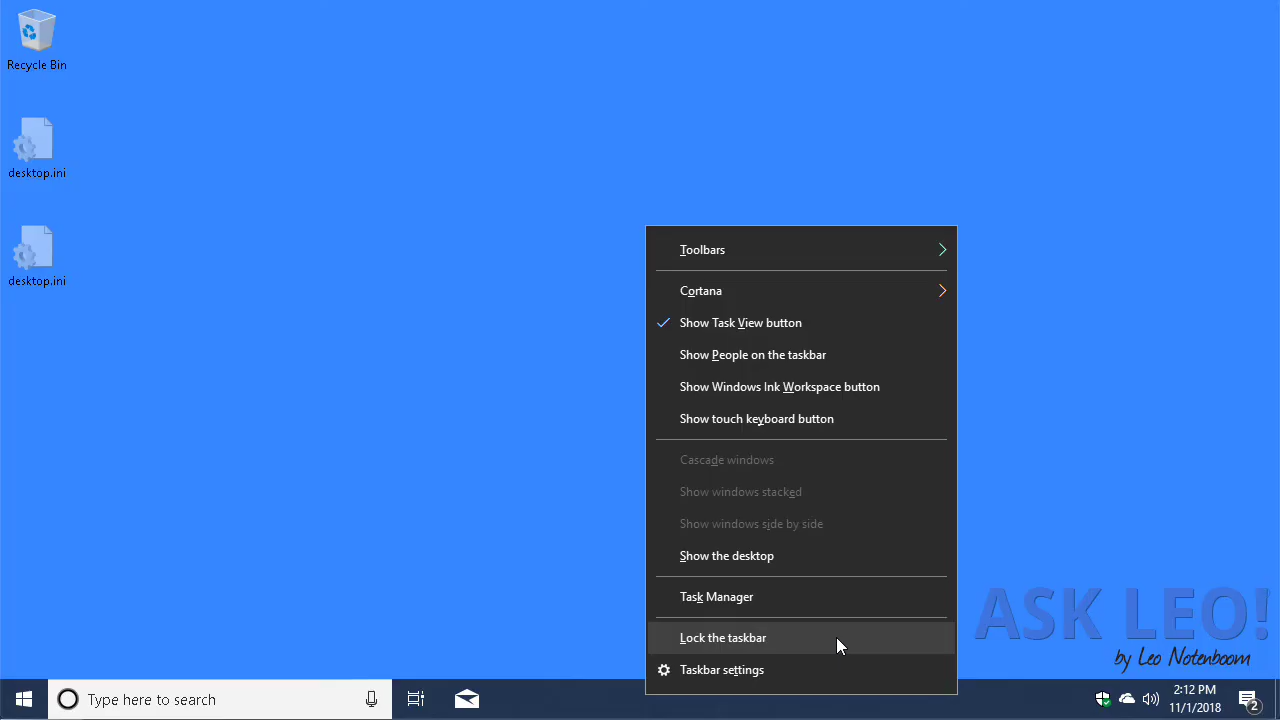 Recycle Bin
desktop.ini
desktop.ini
Toolbars
Cortana
Show Task View button
Show People on the taskbar
Show Windows Ink Workspace button
Show touch keyboard button
Cascade windows
Show windows stacked
Show windows side by side
Show the desktop
Task Manager
Lock the taskbar
Taskbar settings
ASK LEO!
by Leo Notenboom
Type here to search
2:12 PM
11/1/2018
2